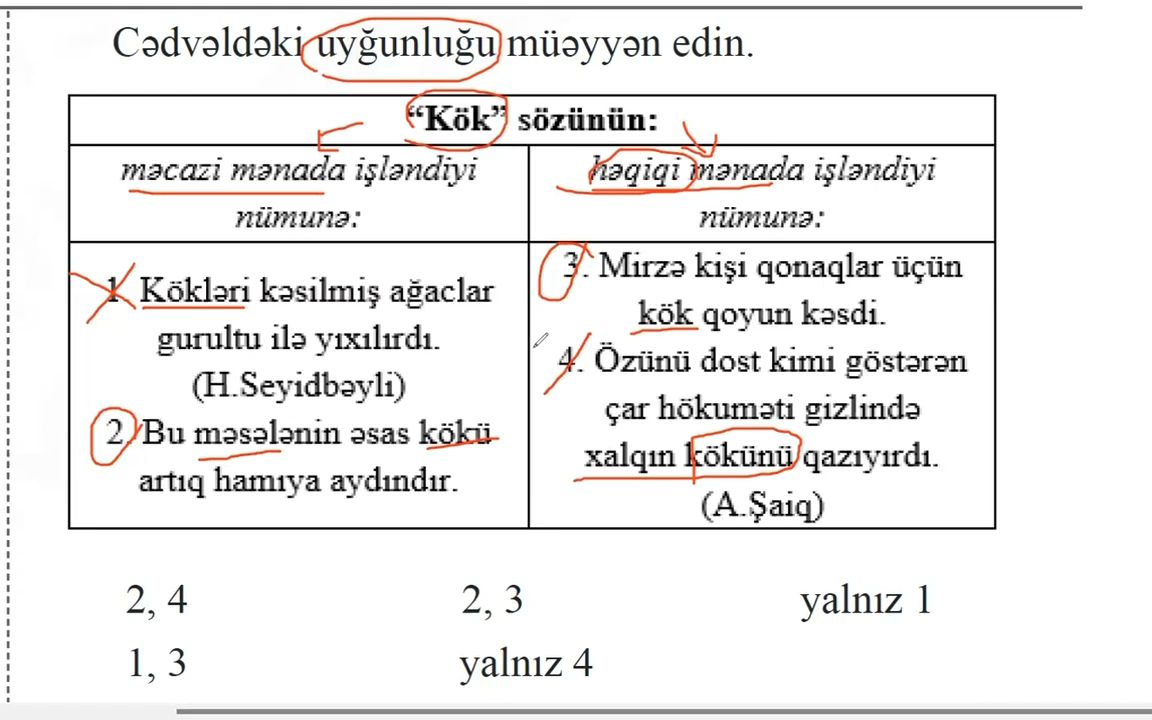 Cədvəldəki uyğunluğu müəyyən edin.
“Kök” sözünün:
məcazi mənada işləndiyi
nümunə:
həqiqi mənada işləndiyi
nümunə:
1. Kökləri kəsilmiş ağaclar
gurultu ilə yıxılırdı.
(H.Seyidbəyli)
2. Bu məsələnin əsas kökü
artıq hamıya aydındır.
3. Mirzə kişi qonaqlar üçün
kök qoyun kəsdi.
4. Özünü dost kimi göstərən
çar hökuməti gizlində
xalqın kökünü qazıyırdı.
(A.Şaiq)
2, 4 2, 3 yalnız 1
1, 3 yalnız 4